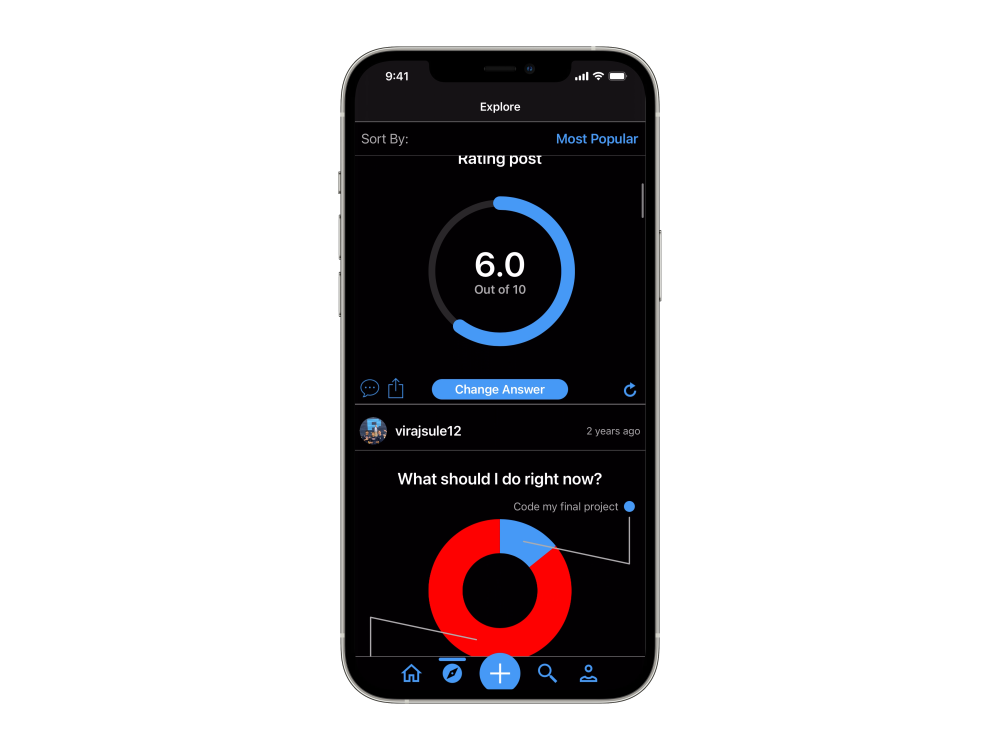 9:41
Explore
Sort By:
Most Popular
Rating post
6.0
Out of 10
Change Answer
virajsule12
2 years ago
What should I do right now?
Code my final project